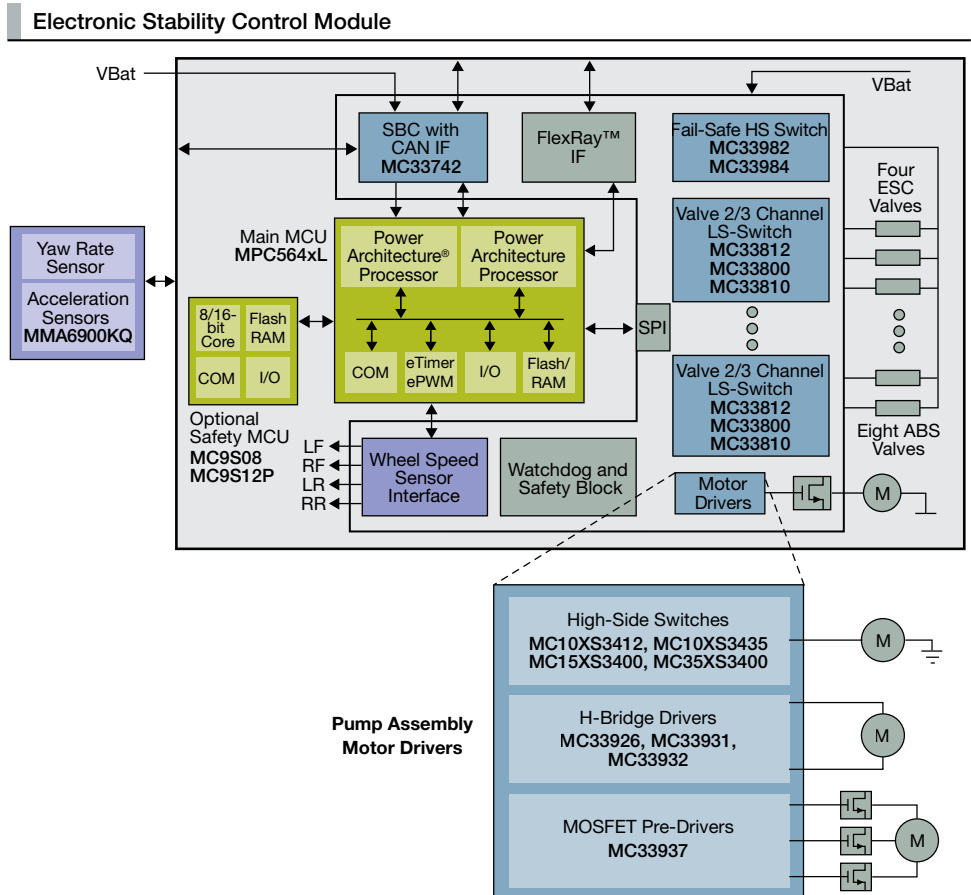 Electronic Stability Control Module
VBat
VBat
SBC with
CAN IF
MC33742
FlexRay™
IF
Fail-Safe HS Switch
MC33982
MC33984
Four
ESC
Valves
Yaw Rate
Sensor
Acceleration
Sensors
MMA6900KQ
Main MCU
MPC564xL
Power
Architecture®
Processor
Power
Architecture
Processor
COM
eTimer
ePWM
I/O
Flash/
RAM
SPI
Valve 2/3 Channel
LS-Switch
MC33812
MC33800
MC33810
8/16-
bit
Core
Flash
RAM
COM
I/O
Optional
Safety MCU
MC9S08
MC9S12P
Valve 2/3 Channel
LS-Switch
MC33812
MC33800
MC33810
Eight ABS
Valves
LF
RF
LR
RR
Wheel Speed
Sensor
Interface
Watchdog and
Safety Block
Motor
Drivers
M
Pump Assembly
Motor Drivers
High-Side Switches
MC10XS3412, MC10XS3435
MC15XS3400, MC35XS3400
M
H-Bridge Drivers
MC33926, MC33931,
MC33932
M
MOSFET Pre-Drivers
MC33937
M